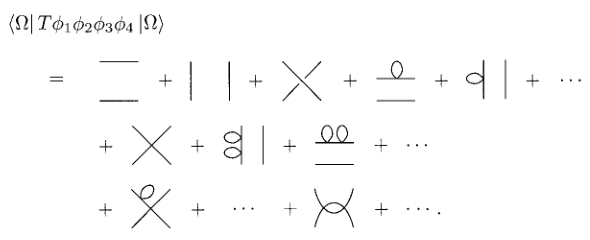 ⟨Ω| Tϕ₁ϕ₂ϕ₃ϕ₄ |Ω⟩
= + + + + + ⋯
+ + + + ⋯
+ + ⋯ + + ⋯ .